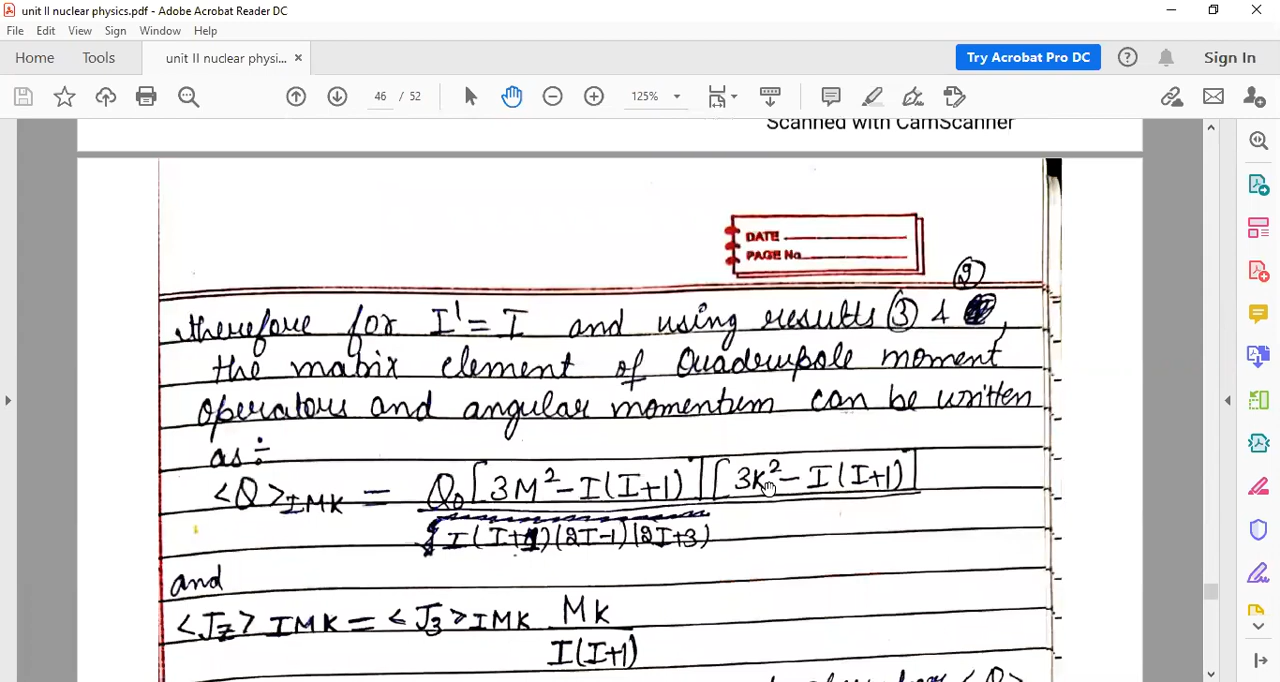 unit II nuclear physics.pdf - Adobe Acrobat Reader DC
File Edit View Sign Window Help
Home Tools unit II nuclear physi... × Try Acrobat Pro DC Sign In
46 / 52 125%
Scanned with CamScanner
DATE
PAGE No.
②
therefore for I' = I and using results ③ &
the matrix element of Quadrupole moment
operators and angular momentum can be written
as÷
<Q>IMK = Q₀[3M²-I(I+1)][3K²-I(I+1)]
I(I+1)(2I-1)(2I+3)
and
<Jz> IMK = <J3> IMK MK
I(I+1)
<Q>